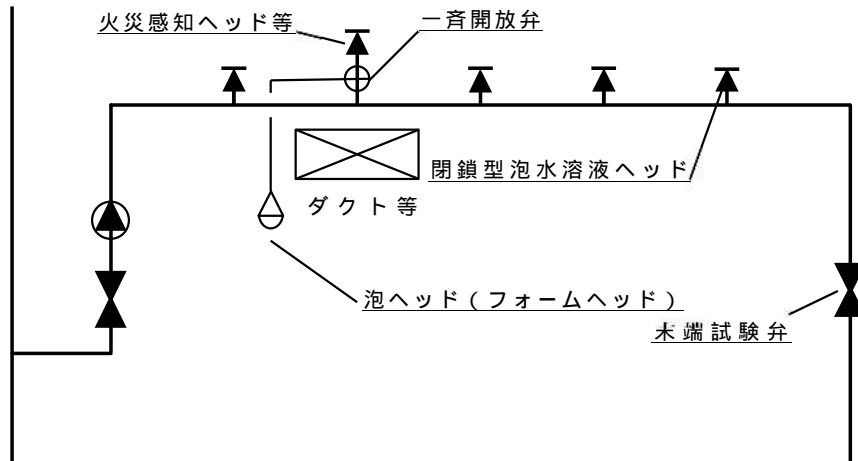 火災感知ヘッド等
一斉開放弁
閉鎖型泡水溶液ヘッド
ダクト等
泡ヘッド(フォームヘッド)
末端試験弁